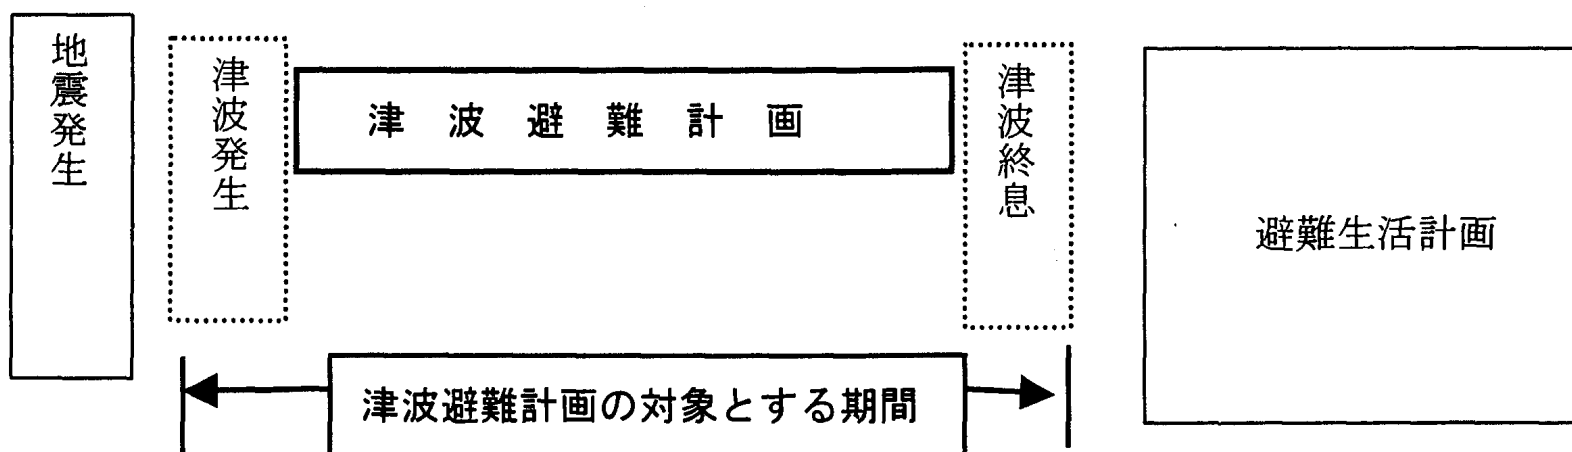 地震発生
津波発生
津波避難計画
津波終息
避難生活計画
津波避難計画の対象とする期間